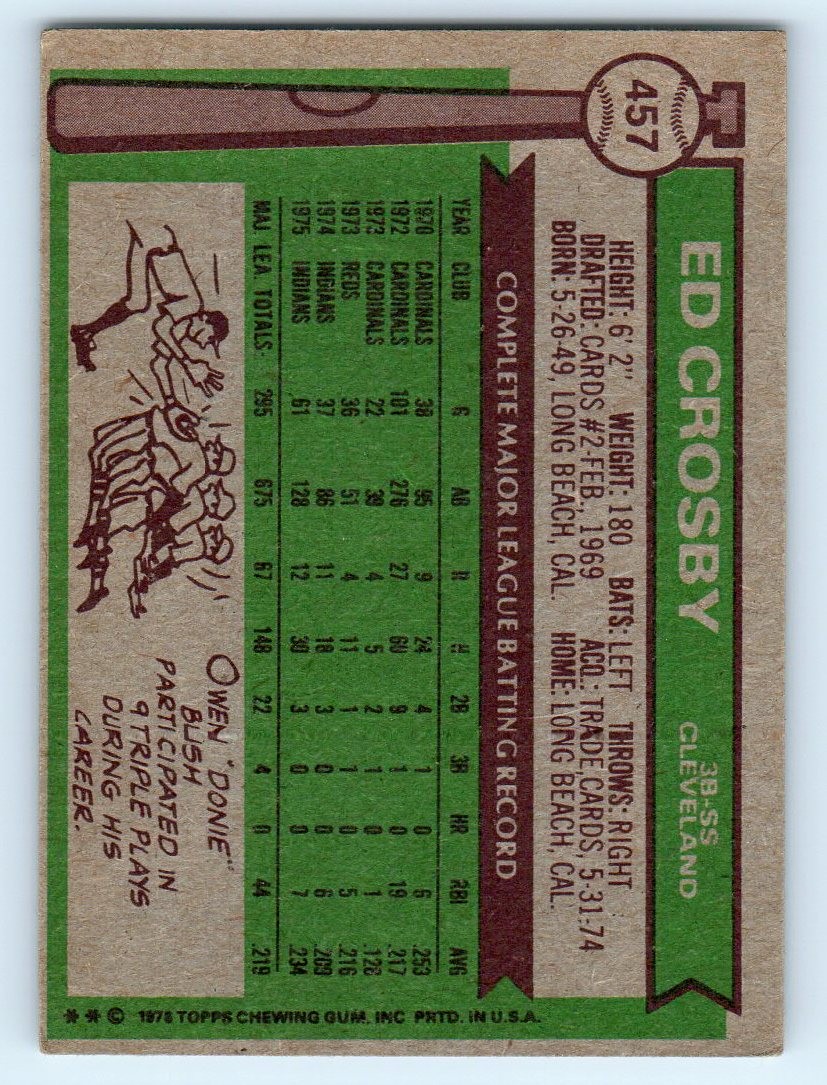 457
ED CROSBY
3B-SS
CLEVELAND
HEIGHT: 6' 2" WEIGHT: 180 BATS: LEFT THROWS: RIGHT
DRAFTED: CARDS #2-FEB., 1969 ACQ.: TRADE, CARDS, 5-31-74
BORN: 5-26-49, LONG BEACH, CAL. HOME: LONG BEACH, CAL.
COMPLETE MAJOR LEAGUE BATTING RECORD
YEAR CLUB G AB R H 2B 3B HR RBI AVG
1970 CARDINALS 38 95 9 24 4 1 0 6 .253
1972 CARDINALS 101 276 27 60 9 1 0 19 .217
1973 CARDINALS 22 39 4 5 2 1 0 1 .128
1973 REDS 36 51 4 11 1 1 0 5 .216
1974 INDIANS 37 86 11 18 3 0 0 6 .209
1975 INDIANS 61 128 12 30 3 0 0 7 .234
MAJ. LEA. TOTALS: 295 675 67 148 22 4 0 44 .219
OWEN "DONIE"
BUSH
PARTICIPATED IN
9 TRIPLE PLAYS
DURING HIS
CAREER.
** © 1976 TOPPS CHEWING GUM, INC PRTD. IN U.S.A.